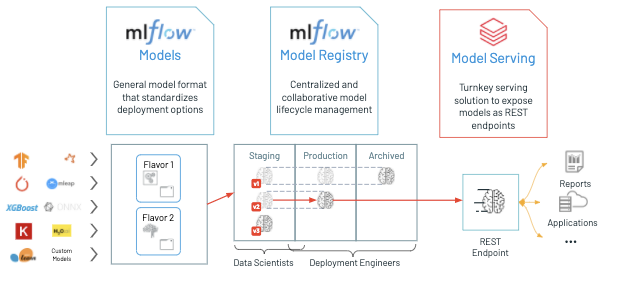 mlflow
Models
General model format
that standardizes
deployment options
mlflow
Model Registry
Centralized and
collaborative model
lifecycle management
Model Serving
Turnkey serving
solution to expose
models as REST
endpoints
mleap
XGBoost
ONNX
K
H2O
Custom
Models
Flavor 1
Flavor 2
Staging
Production
Archived
v1
v2
v3
Data Scientists
Deployment Engineers
REST
Endpoint
Reports
Applications
•••